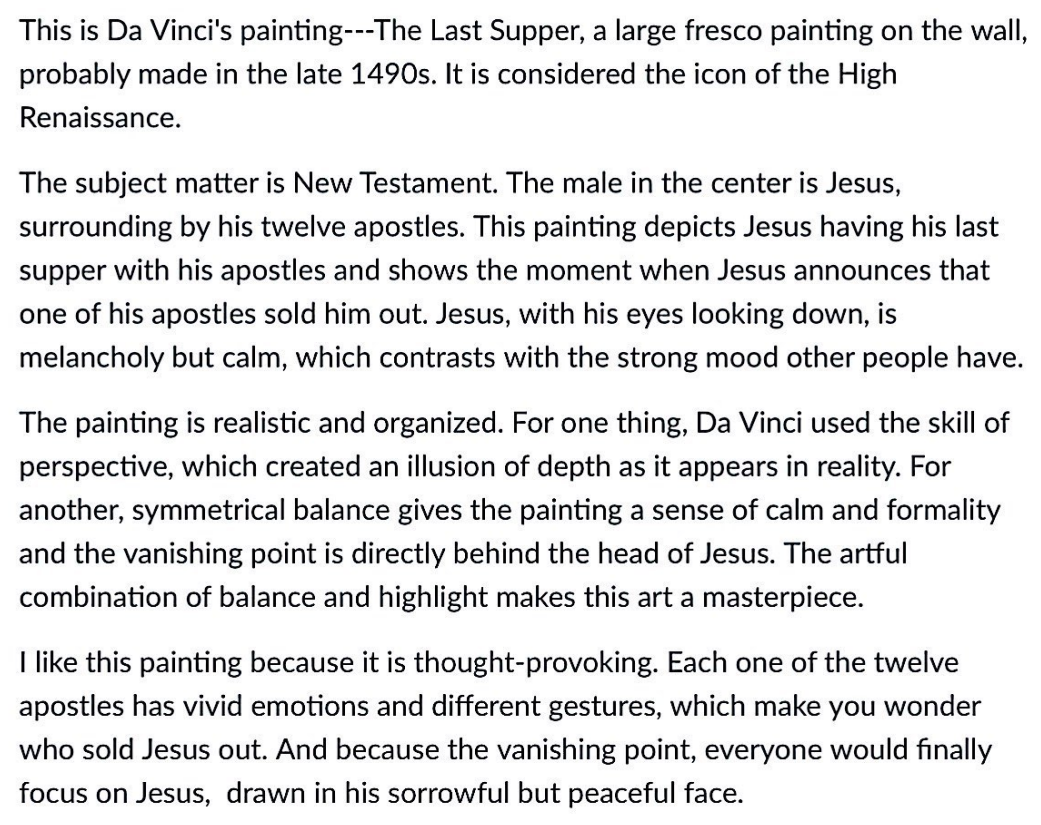 This is Da Vinci's painting---The Last Supper, a large fresco painting on the wall,
probably made in the late 1490s. It is considered the icon of the High
Renaissance.
The subject matter is New Testament. The male in the center is Jesus,
surrounding by his twelve apostles. This painting depicts Jesus having his last
supper with his apostles and shows the moment when Jesus announces that
one of his apostles sold him out. Jesus, with his eyes looking down, is
melancholy but calm, which contrasts with the strong mood other people have.
The painting is realistic and organized. For one thing, Da Vinci used the skill of
perspective, which created an illusion of depth as it appears in reality. For
another, symmetrical balance gives the painting a sense of calm and formality
and the vanishing point is directly behind the head of Jesus. The artful
combination of balance and highlight makes this art a masterpiece.
I like this painting because it is thought-provoking. Each one of the twelve
apostles has vivid emotions and different gestures, which make you wonder
who sold Jesus out. And because the vanishing point, everyone would finally
focus on Jesus,  drawn in his sorrowful but peaceful face.